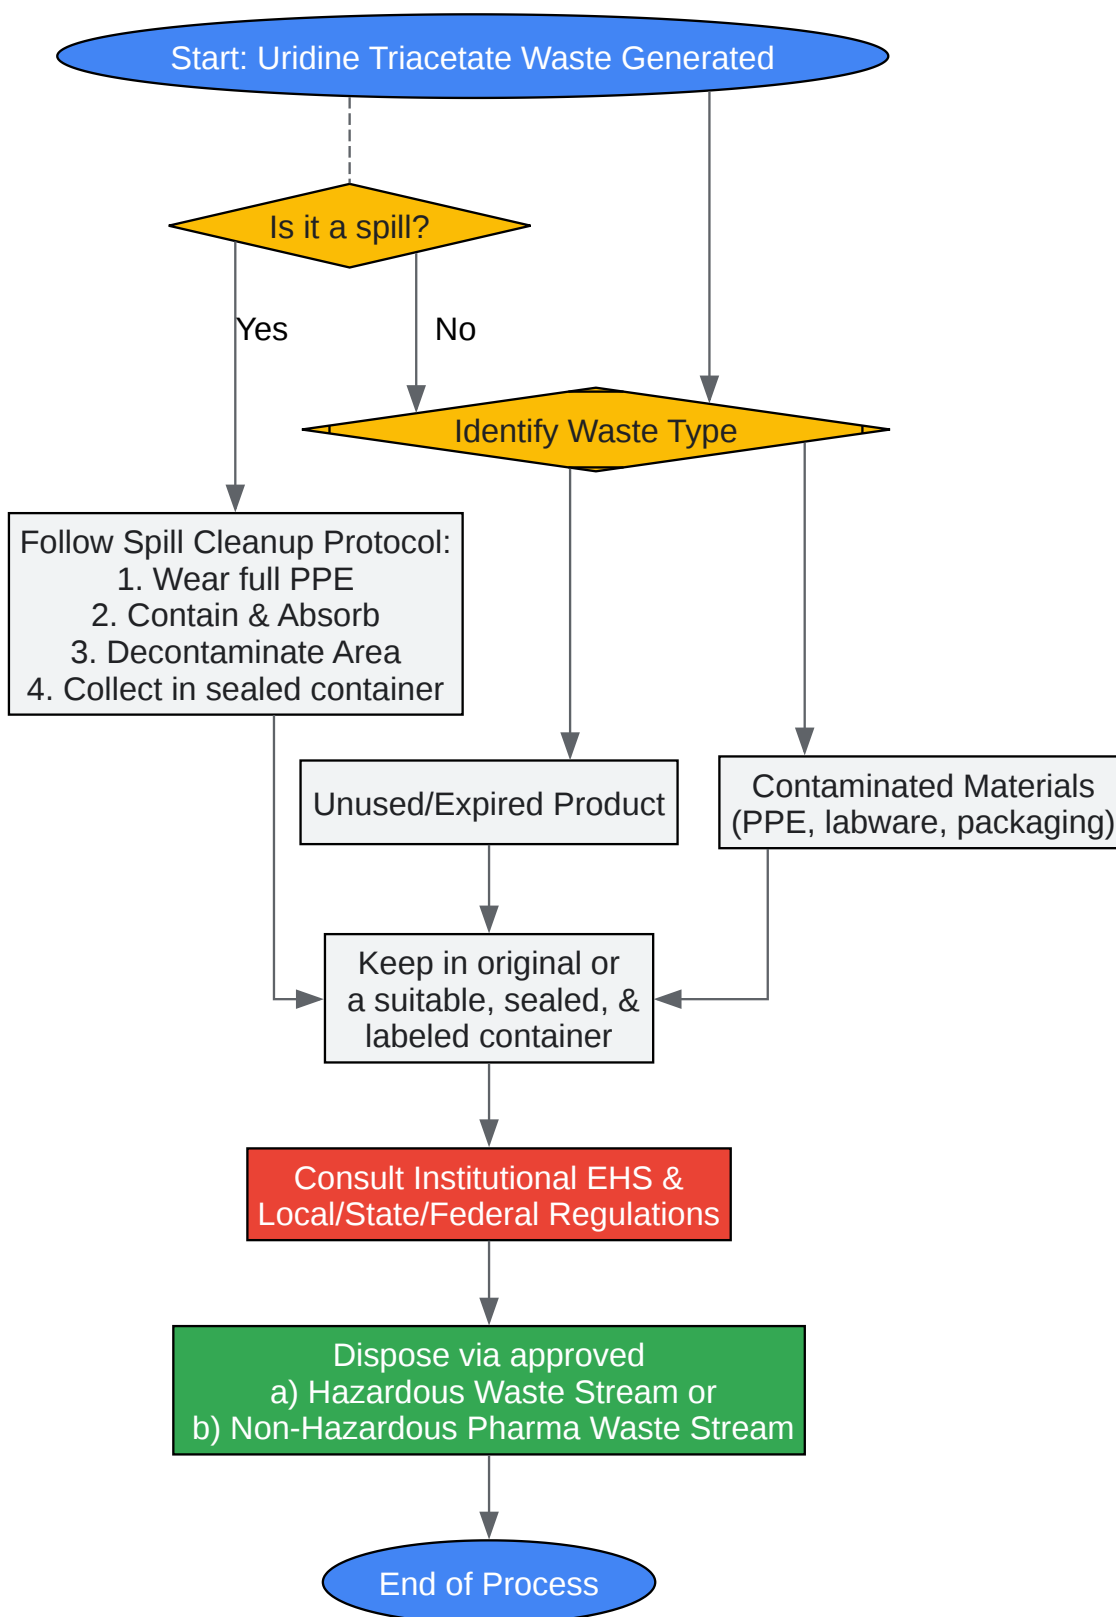 Start: Uridine Triacetate Waste Generated
Is it a spill?
Yes
No
Identify Waste Type
Follow Spill Cleanup Protocol:
1. Wear full PPE
2. Contain & Absorb
3. Decontaminate Area
4. Collect in sealed container
Unused/Expired Product
Contaminated Materials
(PPE, labware, packaging)
Keep in original or
a suitable, sealed, &
labeled container
Consult Institutional EHS &
Local/State/Federal Regulations
Dispose via approved
a) Hazardous Waste Stream or
b) Non-Hazardous Pharma Waste Stream
End of Process